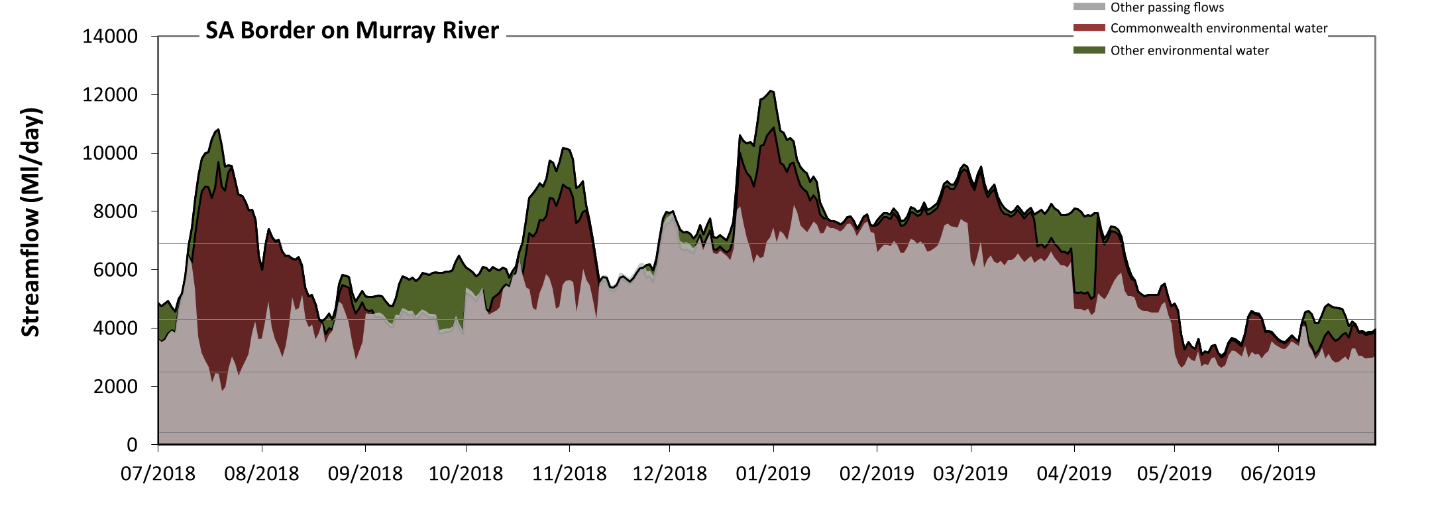 Other passing flows
SA Border on Murray River
Commonwealth environmental water
Other environmental water
Streamflow (Ml/day)
14000
12000
10000
8000
6000
4000
2000
0
07/2018 08/2018 09/2018 10/2018 11/2018 12/2018 01/2019 02/2019 03/2019 04/2019 05/2019 06/2019